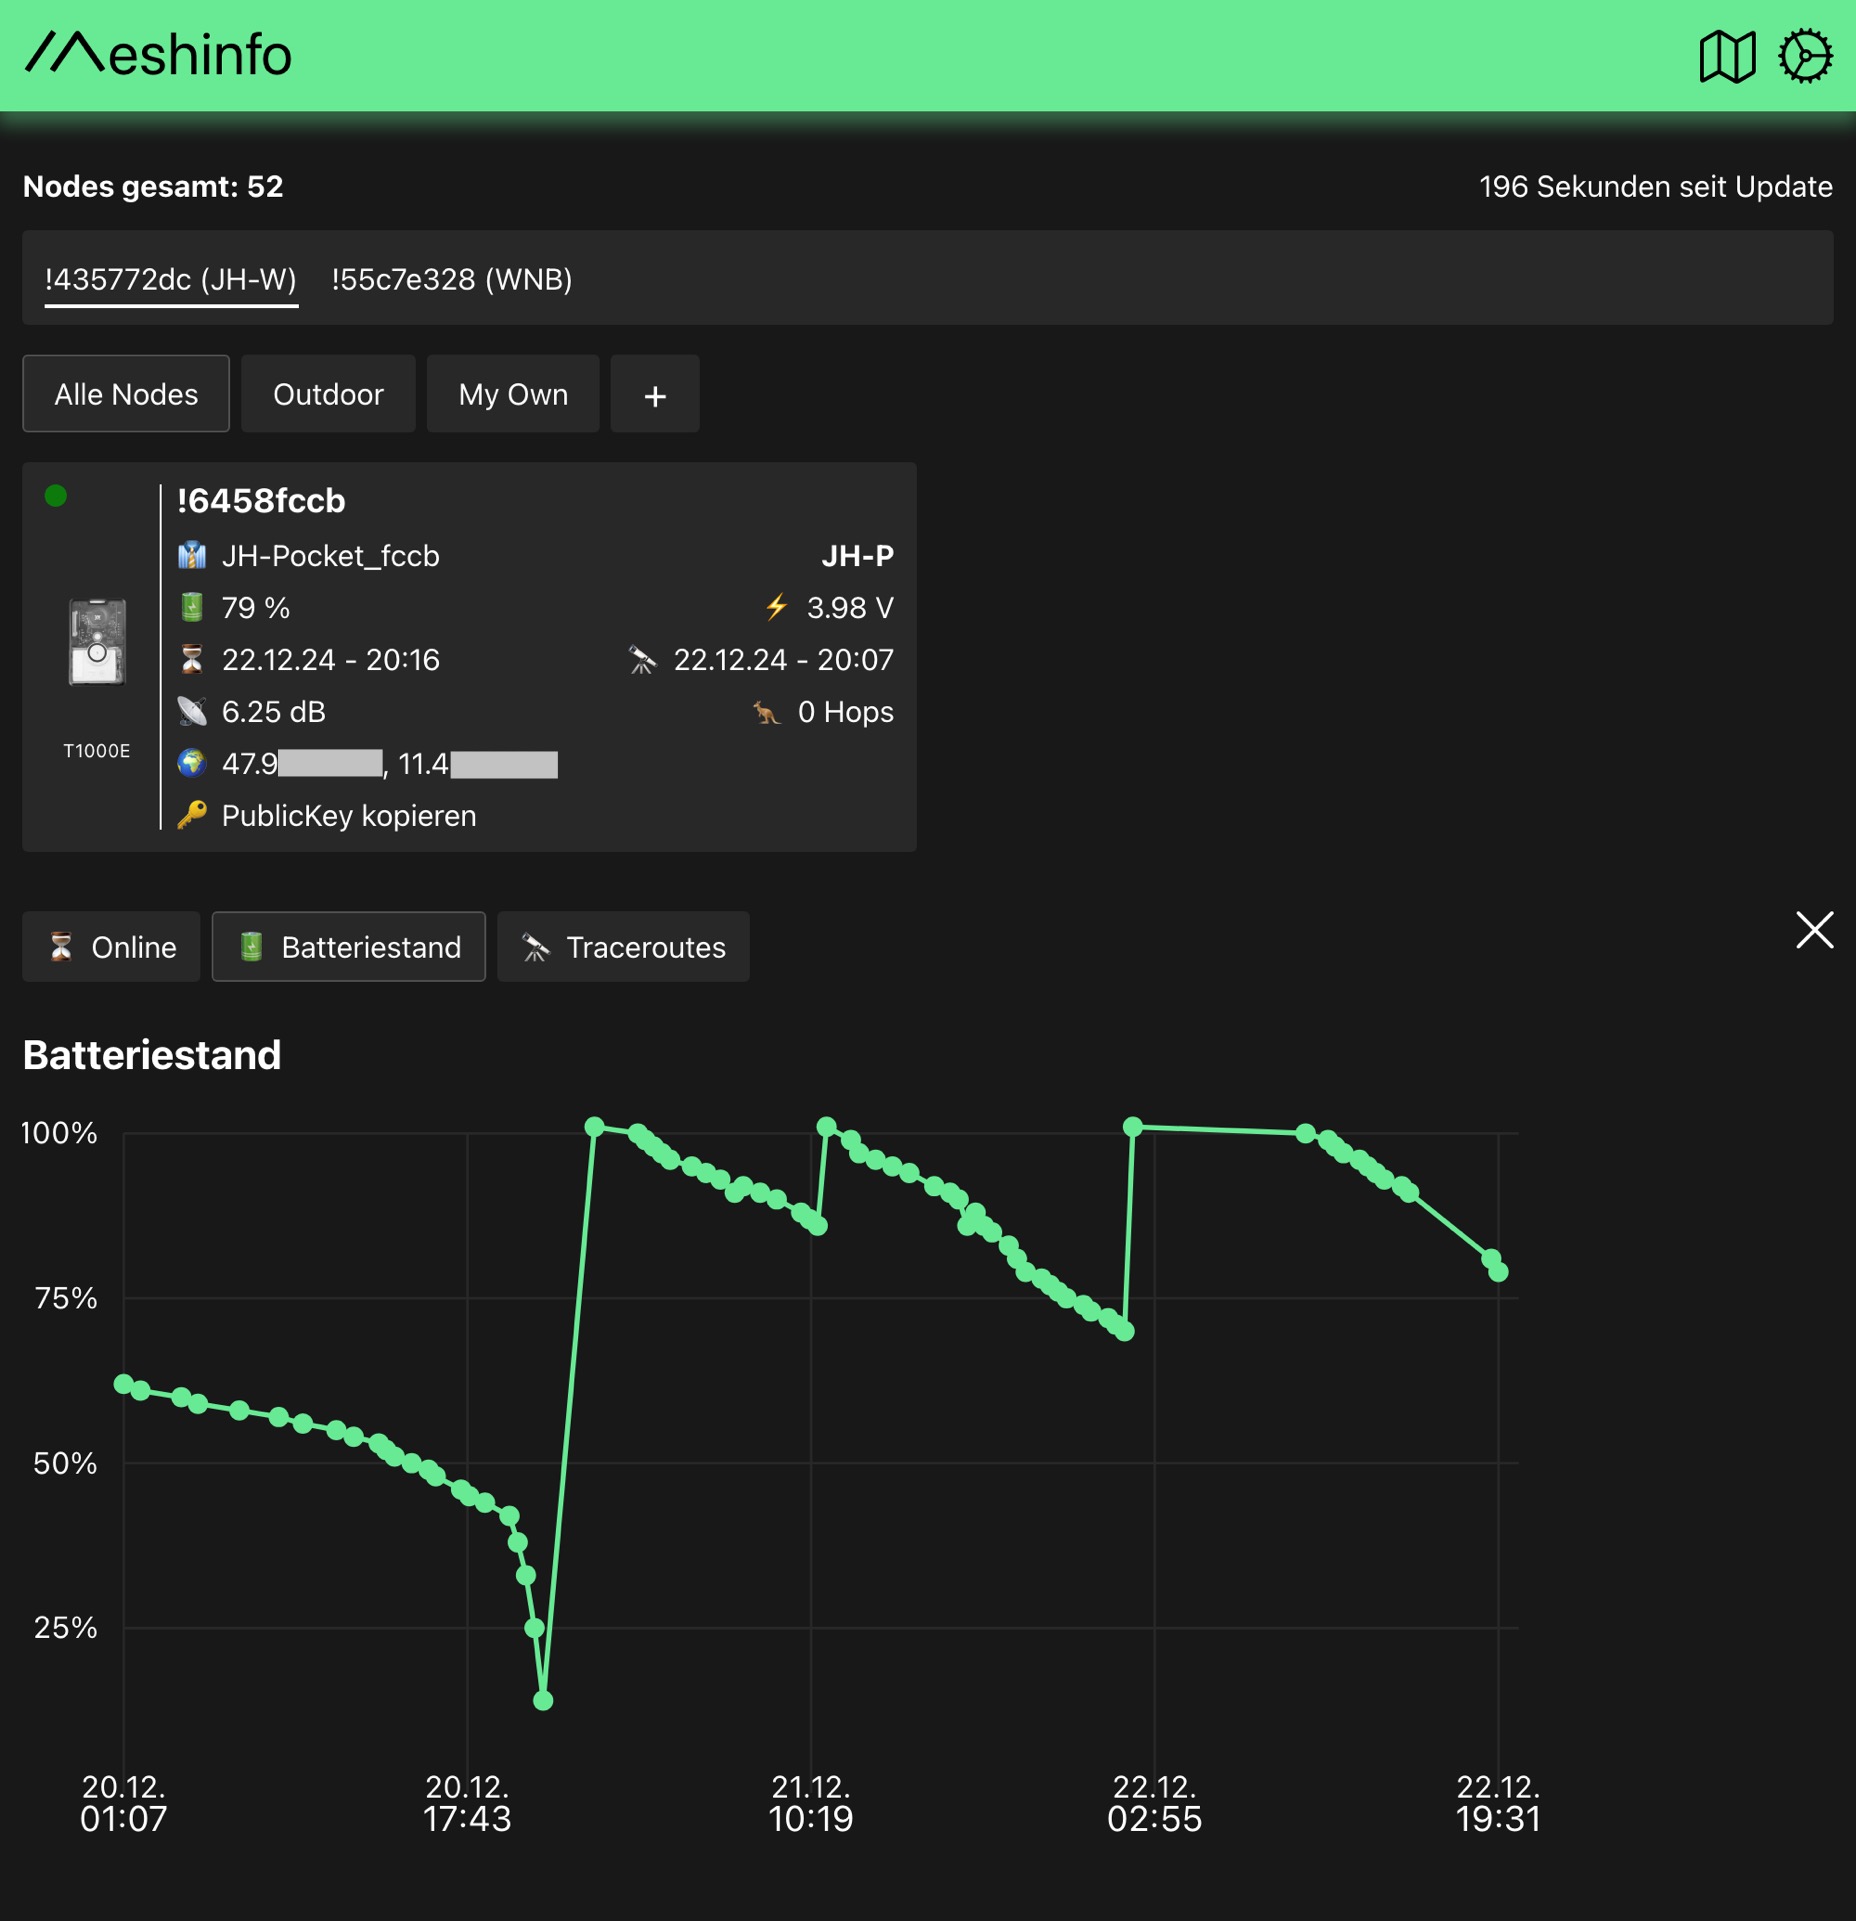 Meshinfo
Nodes gesamt: 52
196 Sekunden seit Update
!435772dc (JH-W) !55c7e328 (WNB)
Alle Nodes Outdoor My Own +
!6458fccb
JH-Pocket_fccb JH-P
79 % 3.98 V
22.12.24 - 20:16 22.12.24 - 20:07
6.25 dB 0 Hops
T1000E
47.9, 11.4
PublicKey kopieren
Online Batteriestand Traceroutes
Batteriestand
100%
75%
50%
25%
20.12. 20.12. 21.12. 22.12. 22.12.
01:07 17:43 10:19 02:55 19:31